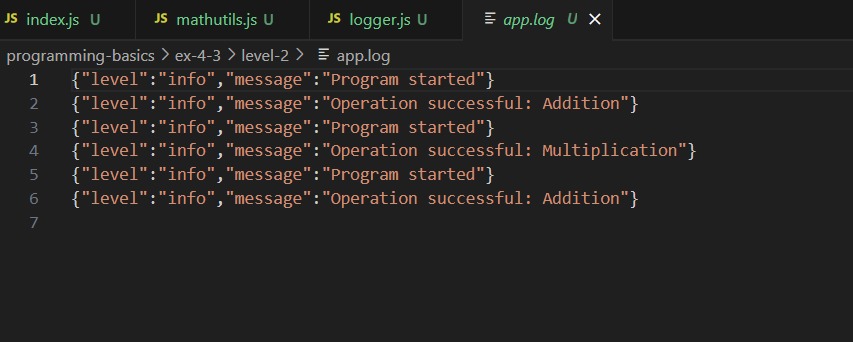 JS index.js U JS mathutils.js U JS logger.js U app.log U
programming-basics > ex-4-3 > level-2 > app.log
1 {"level":"info","message":"Program started"}
2 {"level":"info","message":"Operation successful: Addition"}
3 {"level":"info","message":"Program started"}
4 {"level":"info","message":"Operation successful: Multiplication"}
5 {"level":"info","message":"Program started"}
6 {"level":"info","message":"Operation successful: Addition"}
7